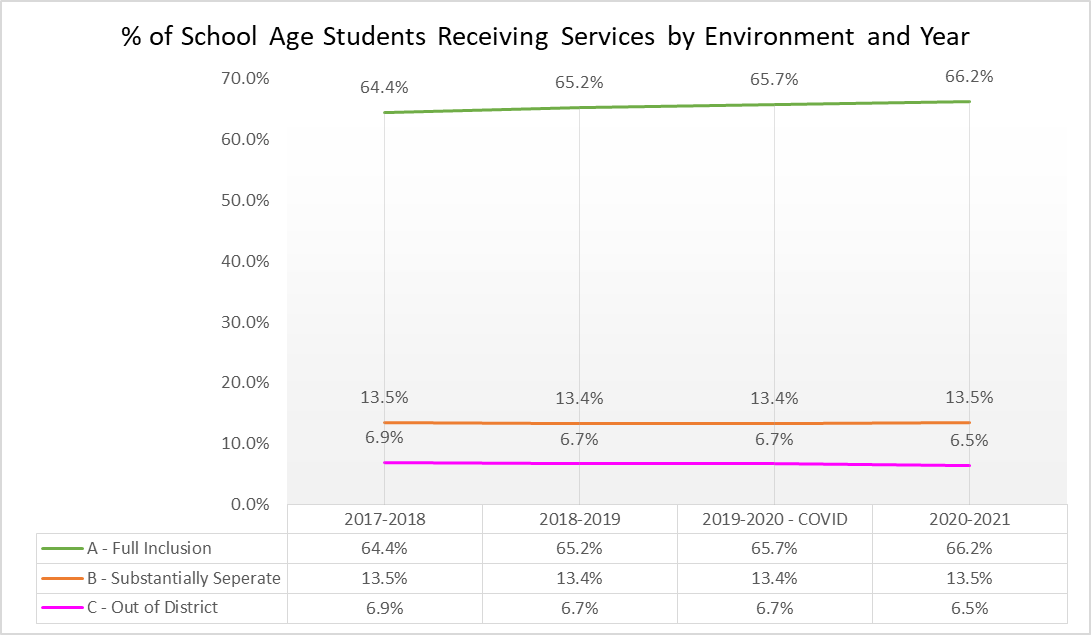 % of School Age Students Receiving Services by Environment and Year
70.0%
60.0%
50.0%
40.0%
30.0%
20.0%
10.0%
0.0%
64.4% 65.2% 65.7% 66.2%
13.5% 13.4% 13.4% 13.5%
6.9% 6.7% 6.7% 6.5%
2017-2018 2018-2019 2019-2020 - COVID 2020-2021
A - Full Inclusion 64.4% 65.2% 65.7% 66.2%
B - Substantially Seperate 13.5% 13.4% 13.4% 13.5%
C - Out of District 6.9% 6.7% 6.7% 6.5%